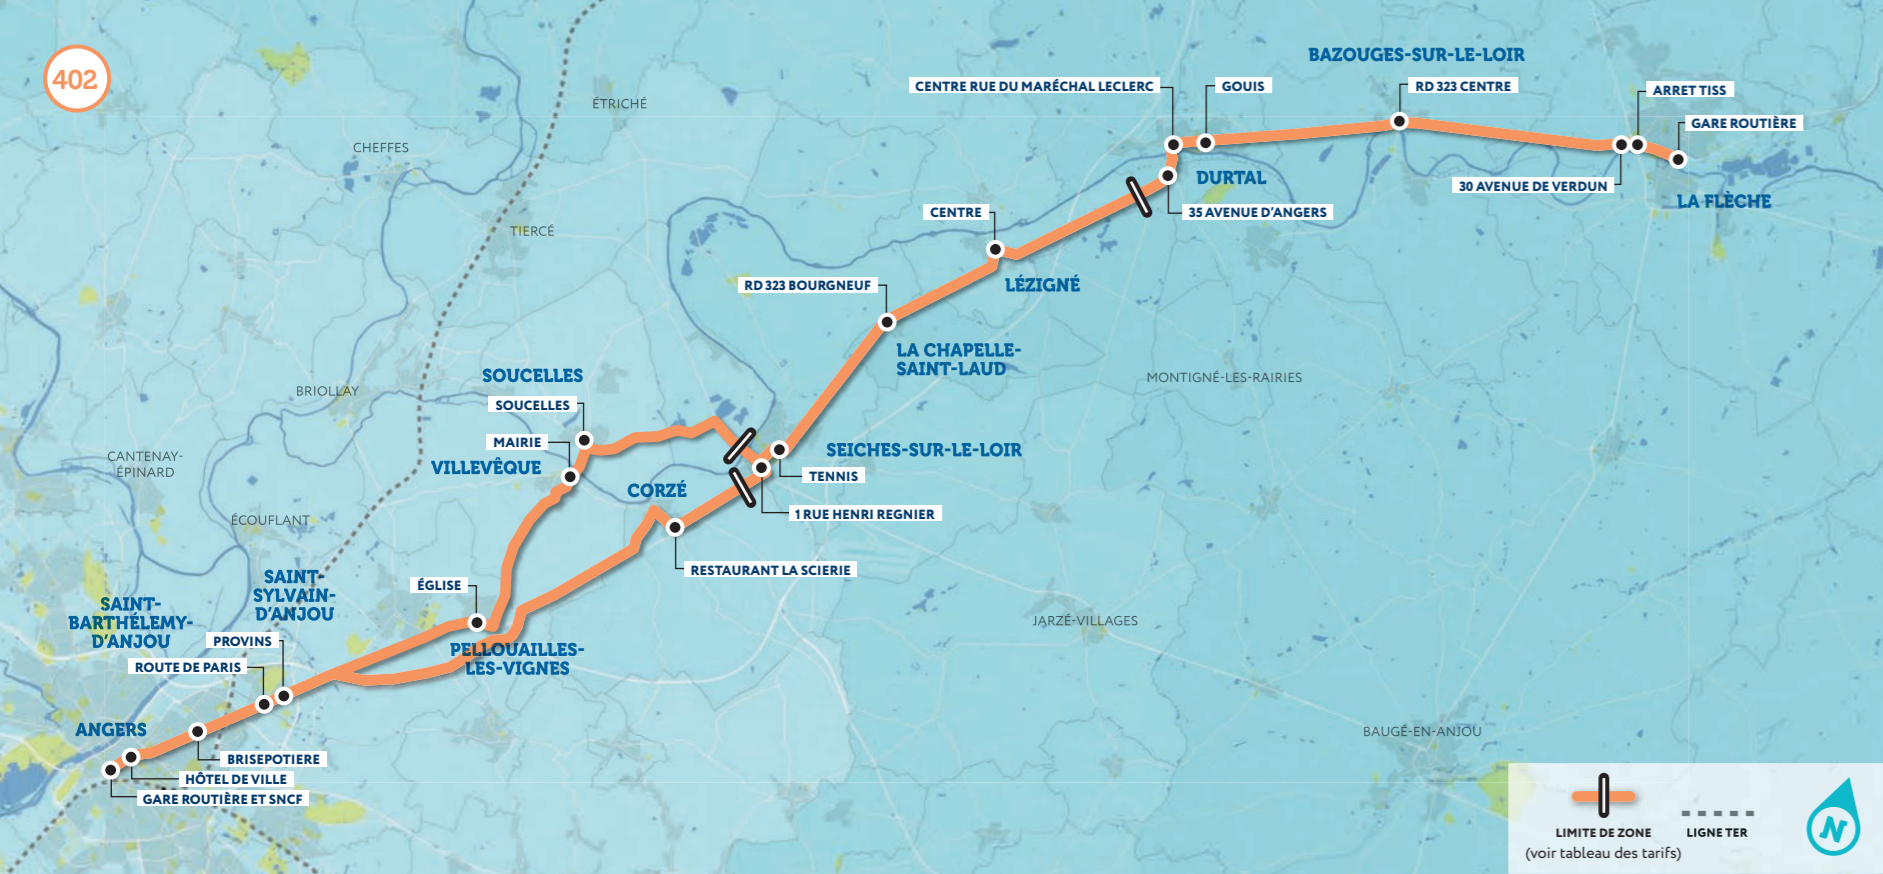 402
BAZOUGES-SUR-LE-LOIR
CENTRE RUE DU MARÉCHAL LECLERC
GOUIS
RD 323 CENTRE
ARRET TISS
GARE ROUTIÈRE
ÉTRICHÉ
CHEFFES
DURTAL
30 AVENUE DE VERDUN
LA FLÈCHE
CENTRE
35 AVENUE D'ANGERS
TIERCÉ
RD 323 BOURGNEUF
LÉZIGNÉ
LA CHAPELLE-
SAINT-LAUD
SOUCELLES
MONTIGNÉ-LES-RAIRIES
BRIOLLAY
SOUCELLES
MAIRIE
VILLEVÊQUE
SEICHES-SUR-LE-LOIR
CANTENAY-
ÉPINARD
TENNIS
CORZÉ
1 RUE HENRI REGNIER
ÉCOUFLANT
RESTAURANT LA SCIERIE
SAINT-
SYLVAIN-
D'ANJOU
ÉGLISE
SAINT-
BARTHÉLEMY-
D'ANJOU
JARZÉ-VILLAGES
PROVINS
PELLOUAILLES-
LES-VIGNES
ROUTE DE PARIS
ANGERS
BAUGÉ-EN-ANJOU
BRISEPOTIERE
HÔTEL DE VILLE
GARE ROUTIÈRE ET SNCF
LIMITE DE ZONE
(voir tableau des tarifs)
LIGNE TER
N